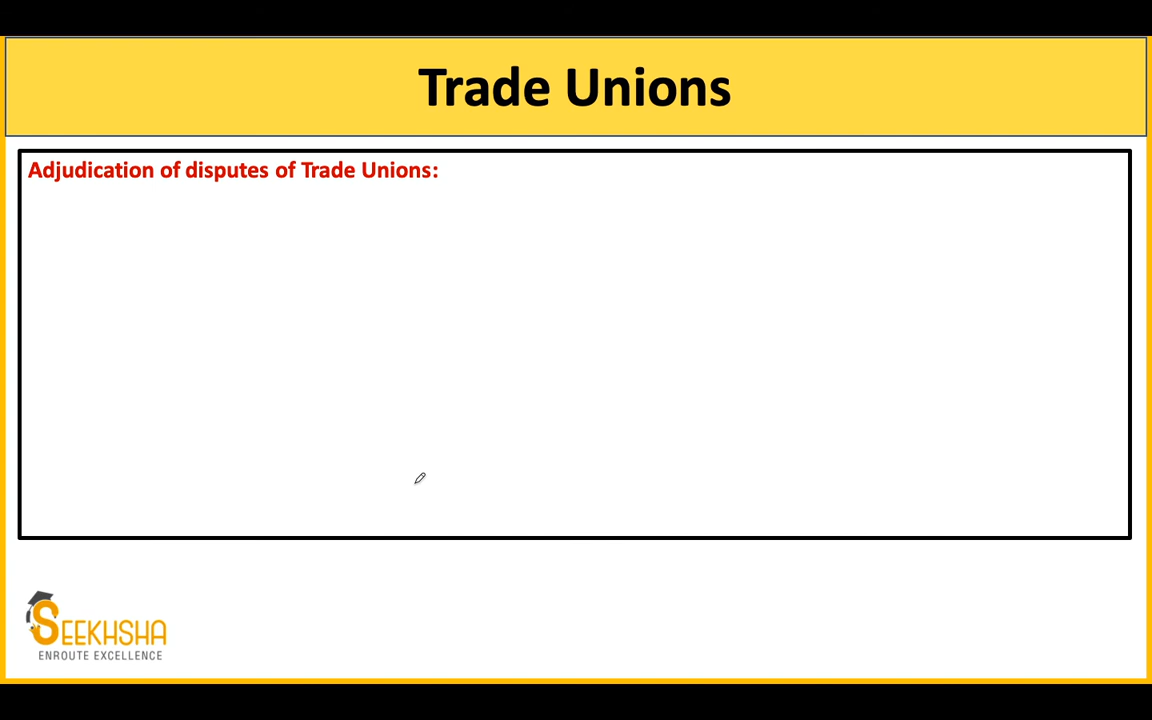 Trade Unions
Adjudication of disputes of Trade Unions:
SEEKHSHA
ENROUTE EXCELLENCE